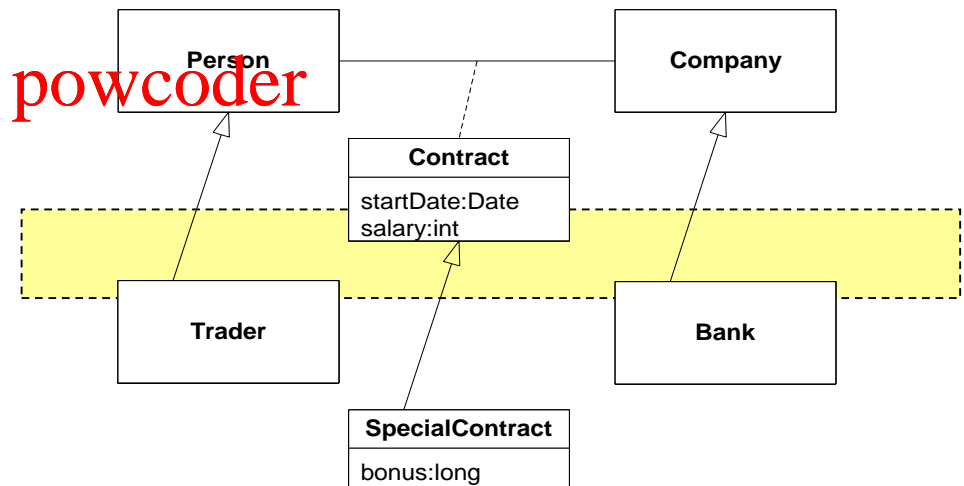 Person
Company
powcoder
Contract
startDate:Date
salary:int
Trader
Bank
SpecialContract
bonus:long